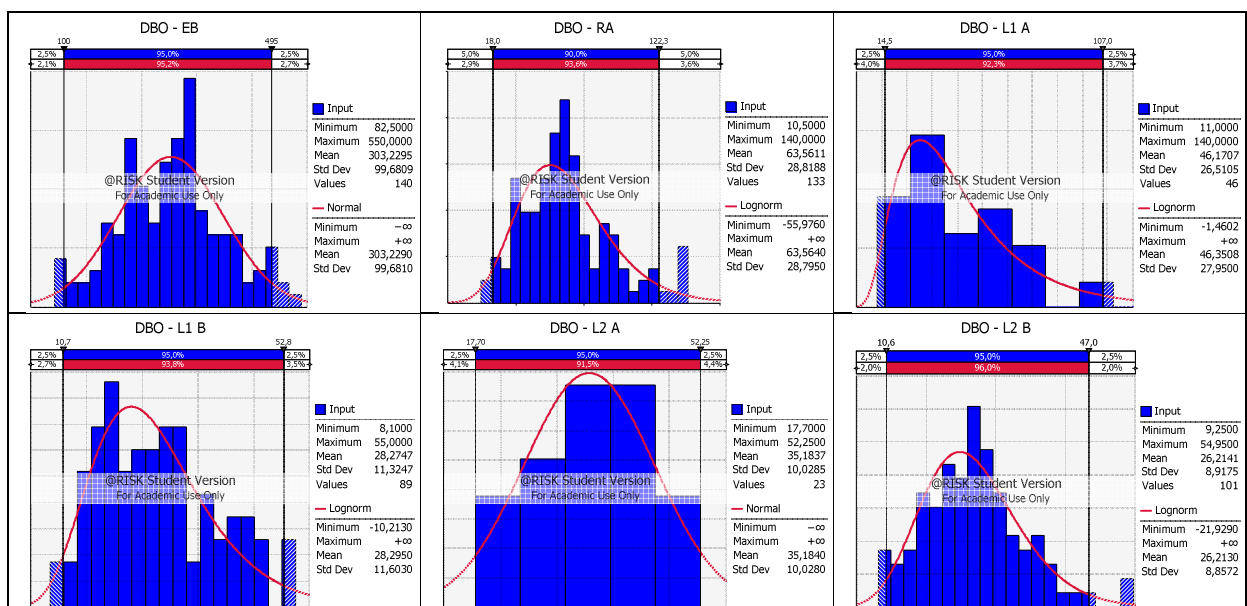 DBO - EB
100 495
2,5% 95,0% 2,5%
2,1% 95,2% 2,7%
@RISK Student Version
For Academic Use Only
Input
Minimum 82,5000
Maximum 550,0000
Mean 303,2295
Std Dev 99,6809
Values 140
Normal
Minimum −∞
Maximum +∞
Mean 303,2290
Std Dev 99,6810
DBO - RA
18,0 122,3
5,0% 90,0% 5,0%
2,9% 93,6% 3,6%
@RISK Student Version
For Academic Use Only
Input
Minimum 10,5000
Maximum 140,0000
Mean 63,5611
Std Dev 28,8188
Values 133
Lognorm
Minimum -55,9760
Maximum +∞
Mean 63,5640
Std Dev 28,7950
DBO - L1 A
14,5 107,0
2,5% 95,0% 2,5%
4,0% 92,3% 3,7%
@RISK Student Version
For Academic Use Only
Input
Minimum 11,0000
Maximum 140,0000
Mean 46,1707
Std Dev 26,5105
Values 46
Lognorm
Minimum -1,4602
Maximum +∞
Mean 46,3508
Std Dev 27,9500
DBO - L1 B
10,7 52,8
2,5% 95,0% 2,5%
2,7% 93,8% 3,5%
@RISK Student Version
For Academic Use Only
Input
Minimum 8,1000
Maximum 55,0000
Mean 28,2747
Std Dev 11,3247
Values 89
Lognorm
Minimum -10,2130
Maximum +∞
Mean 28,2950
Std Dev 11,6030
DBO - L2 A
17,70 52,25
2,5% 95,0% 2,5%
4,1% 91,5% 4,4%
@RISK Student Version
For Academic Use Only
Input
Minimum 17,7000
Maximum 52,2500
Mean 35,1837
Std Dev 10,0285
Values 23
Normal
Minimum −∞
Maximum +∞
Mean 35,1840
Std Dev 10,0280
DBO - L2 B
10,6 47,0
2,5% 95,0% 2,5%
2,0% 96,0% 2,0%
@RISK Student Version
For Academic Use Only
Input
Minimum 9,2500
Maximum 54,9500
Mean 26,2141
Std Dev 8,9175
Values 101
Lognorm
Minimum -21,9290
Maximum +∞
Mean 26,2130
Std Dev 8,8572